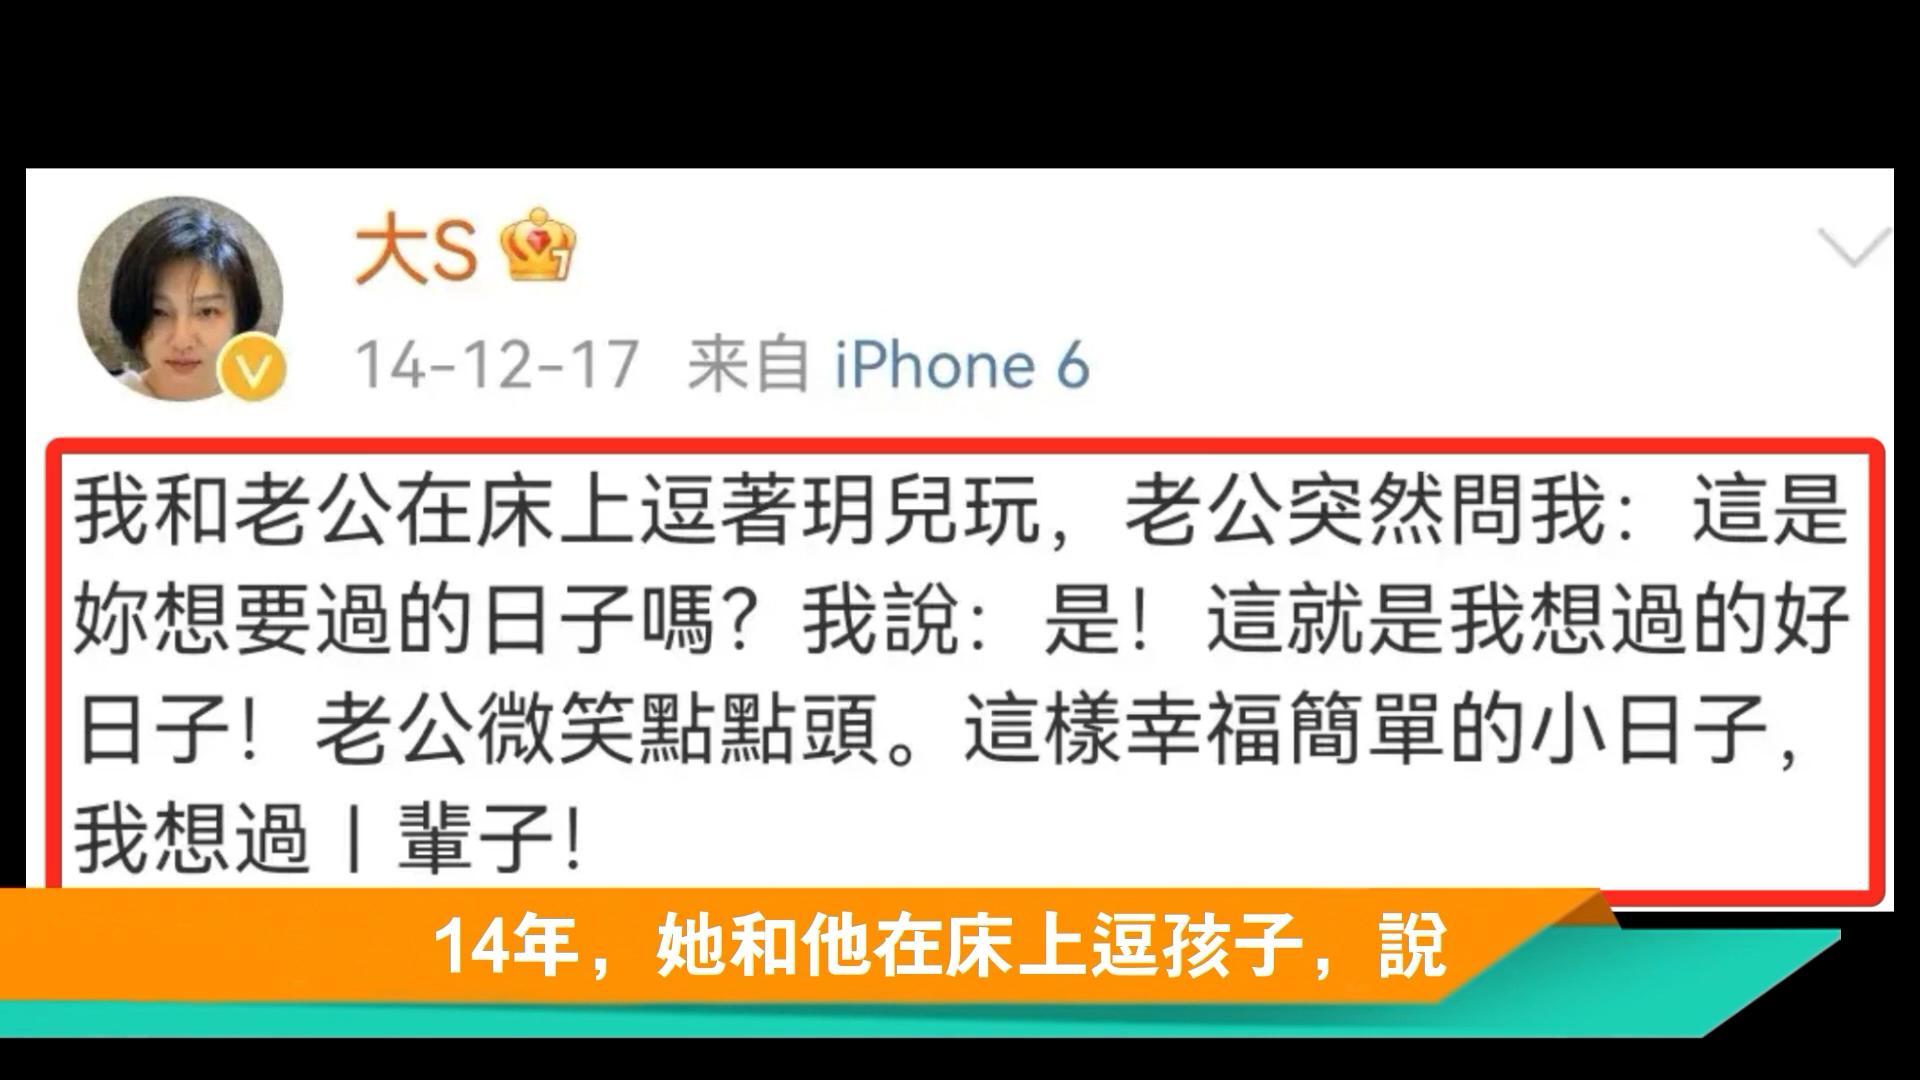 大S
14-12-17 来自 iPhone 6
我和老公在床上逗著玥兒玩，老公突然問我：這是
妳想要過的日子嗎？我說：是！這就是我想過的好
日子！老公微笑點點頭。這樣幸福簡單的小日子，
我想過丨輩子！
14年，她和他在床上逗孩子，說